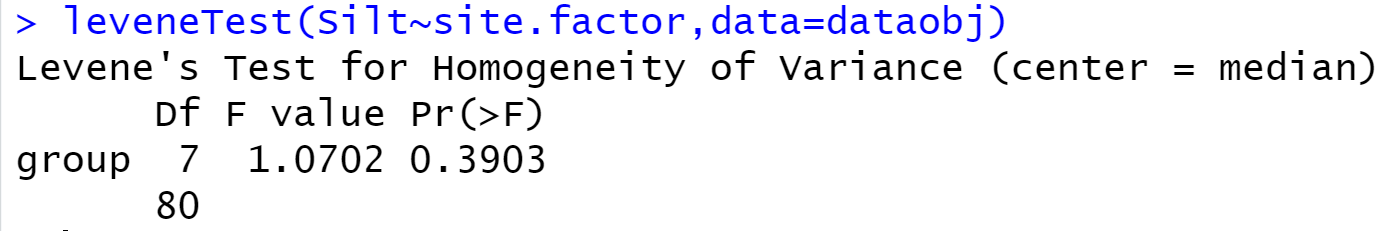 > leveneTest(Silt~site.factor,data=dataobj)
Levene's Test for Homogeneity of Variance (center = median)
Df F value Pr(>F)
group 7 1.0702 0.3903
80